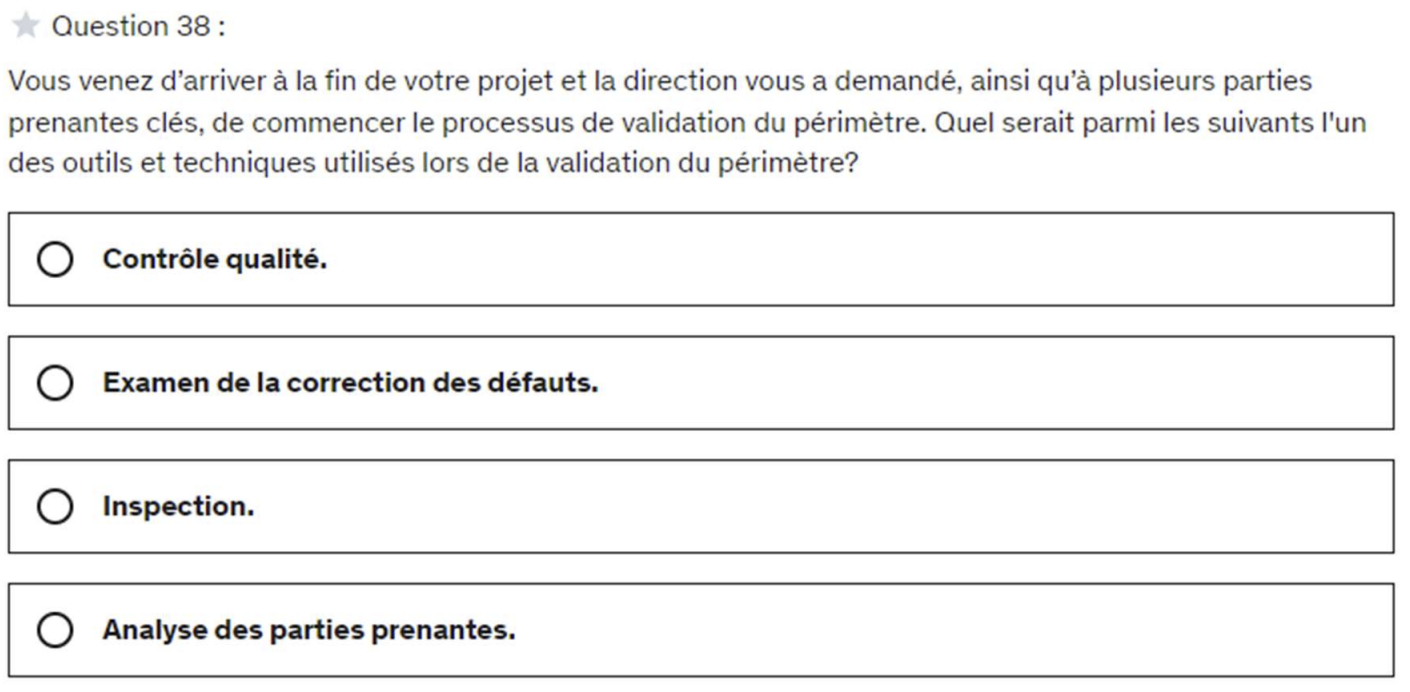 Question 38 :
Vous venez d’arriver à la fin de votre projet et la direction vous a demandé, ainsi qu’à plusieurs parties
prenantes clés, de commencer le processus de validation du périmètre. Quel serait parmi les suivants l'un
des outils et techniques utilisés lors de la validation du périmètre?
Contrôle qualité.
Examen de la correction des défauts.
Inspection.
Analyse des parties prenantes.